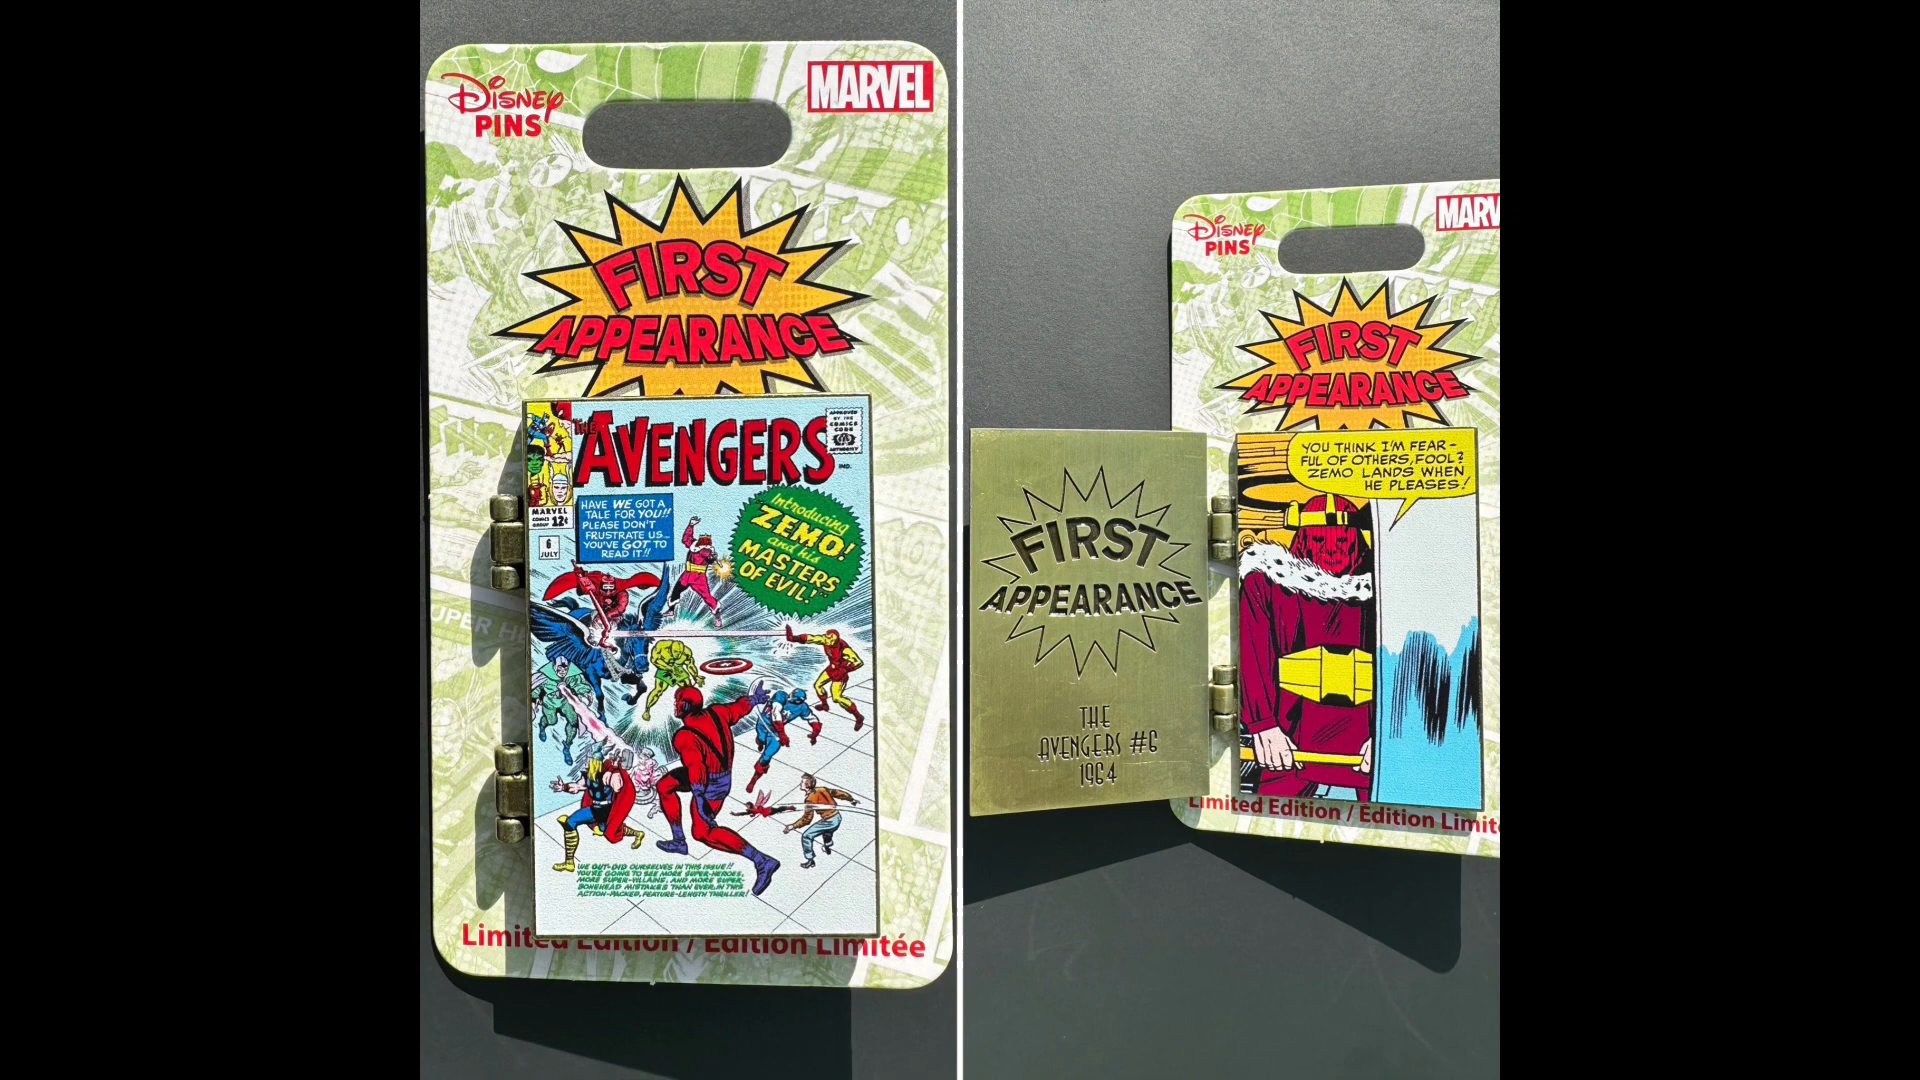 Disney
PINS
MARVEL
FIRST
APPEARANCE
THE
AVENGERS
APPROVED
BY THE
COMICS
CODE
AUTHORITY
IND.
MARVEL
COMICS
GROUP 12¢
6
JULY
HAVE WE GOT A
TALE FOR YOU!!
PLEASE DON'T
FRUSTRATE US...
YOU'VE GOT TO
READ IT!!
Introducing
ZEMO!
and his
MASTERS
OF EVIL!
WE OUT-DID OURSELVES IN THIS ISSUE!!
YOU'RE GOING TO SEE MORE SUPER-HEROES,
MORE SUPER-VILLAINS, AND MORE SUPER-
BONEHEAD MISTAKES THAN EVER, IN THIS
ACTION-PACKED, FEATURE-LENGTH THRILLER!
Limited Edition / Édition Limitée
Disney
PINS
MARV
FIRST
APPEARANCE
YOU THINK I'M FEAR-
FUL OF OTHERS, FOOL?
ZEMO LANDS WHEN
HE PLEASES!
FIRST
APPEARANCE
THE
AVENGERS #6
1964
Limited Edition / Édition Limité